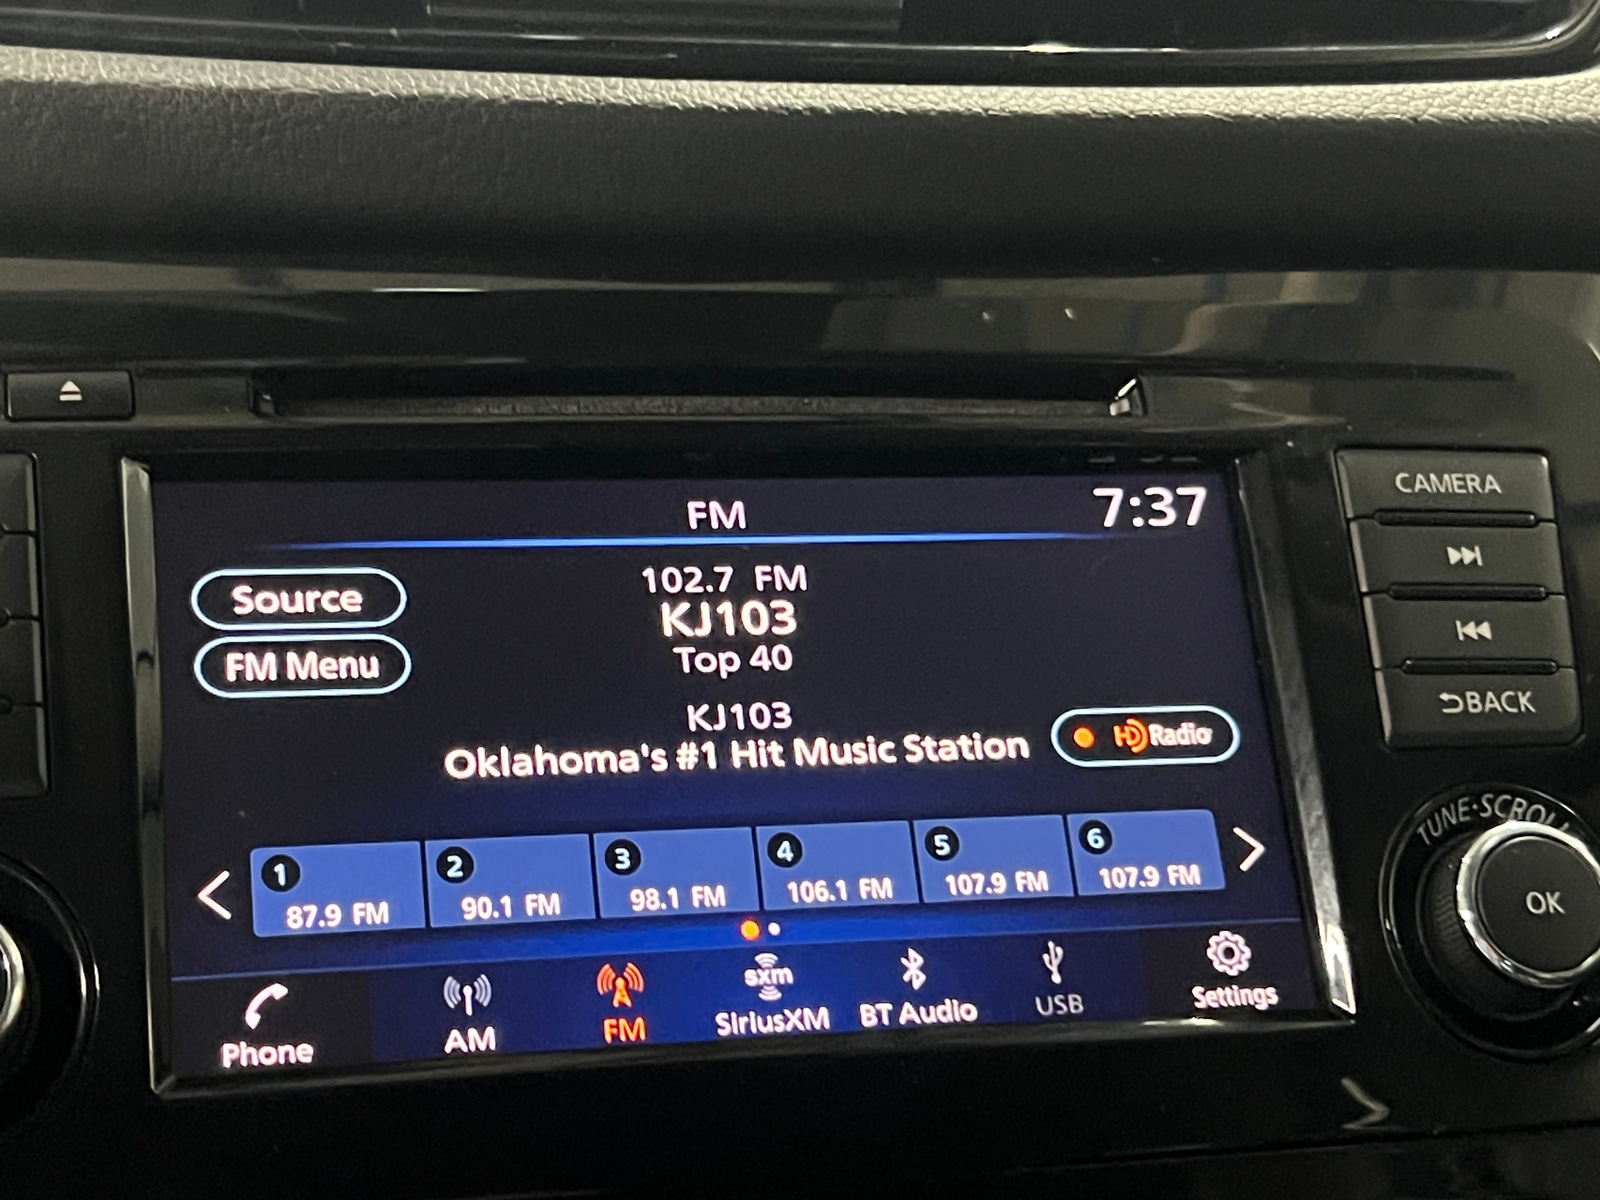 FM
7:37
Source
FM Menu
102.7 FM
KJ103
Top 40
KJ103
Oklahoma's #1 Hit Music Station
HD Radio
1
87.9 FM
2
90.1 FM
3
98.1 FM
4
106.1 FM
5
107.9 FM
6
107.9 FM
Phone
AM
FM
sxm
SiriusXM
BT Audio
USB
Settings
CAMERA
BACK
TUNE·SCROLL
OK